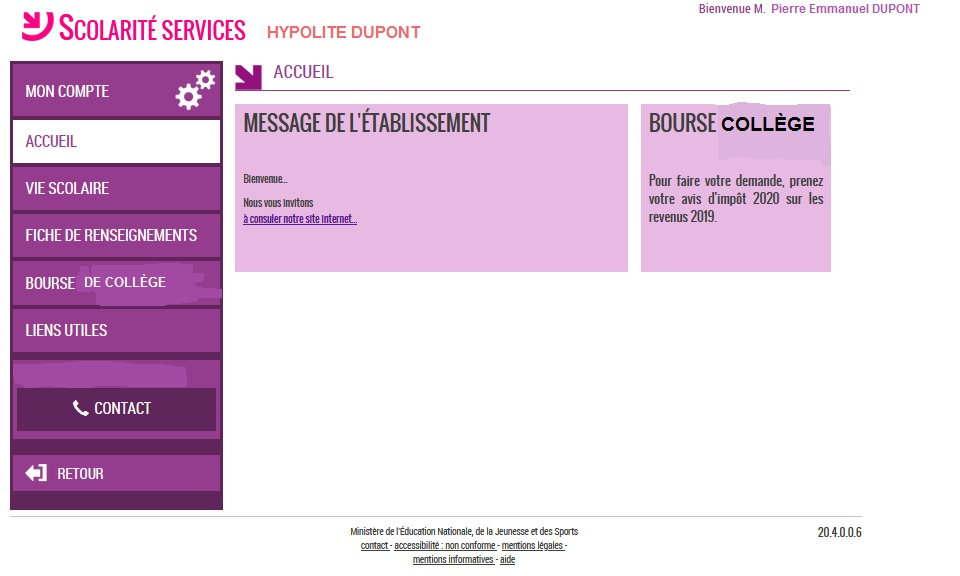 Bienvenue M. Pierre Emmanuel DUPONT
SCOLARITÉ SERVICES HYPOLITE DUPONT
MON COMPTE
ACCUEIL
VIE SCOLAIRE
FICHE DE RENSEIGNEMENTS
BOURSE DE COLLÈGE
LIENS UTILES
CONTACT
RETOUR
ACCUEIL
MESSAGE DE L'ÉTABLISSEMENT
Bienvenue...
Nous vous invitons
à consuler notre site Internet...
BOURSE COLLÈGE
Pour faire votre demande, prenez
votre avis d'impôt 2020 sur les
revenus 2019.
Ministère de l'Éducation Nationale, de la Jeunesse et des Sports
contact - accessibilité : non conforme - mentions légales -
mentions informatives - aide
20.4.0.0.6